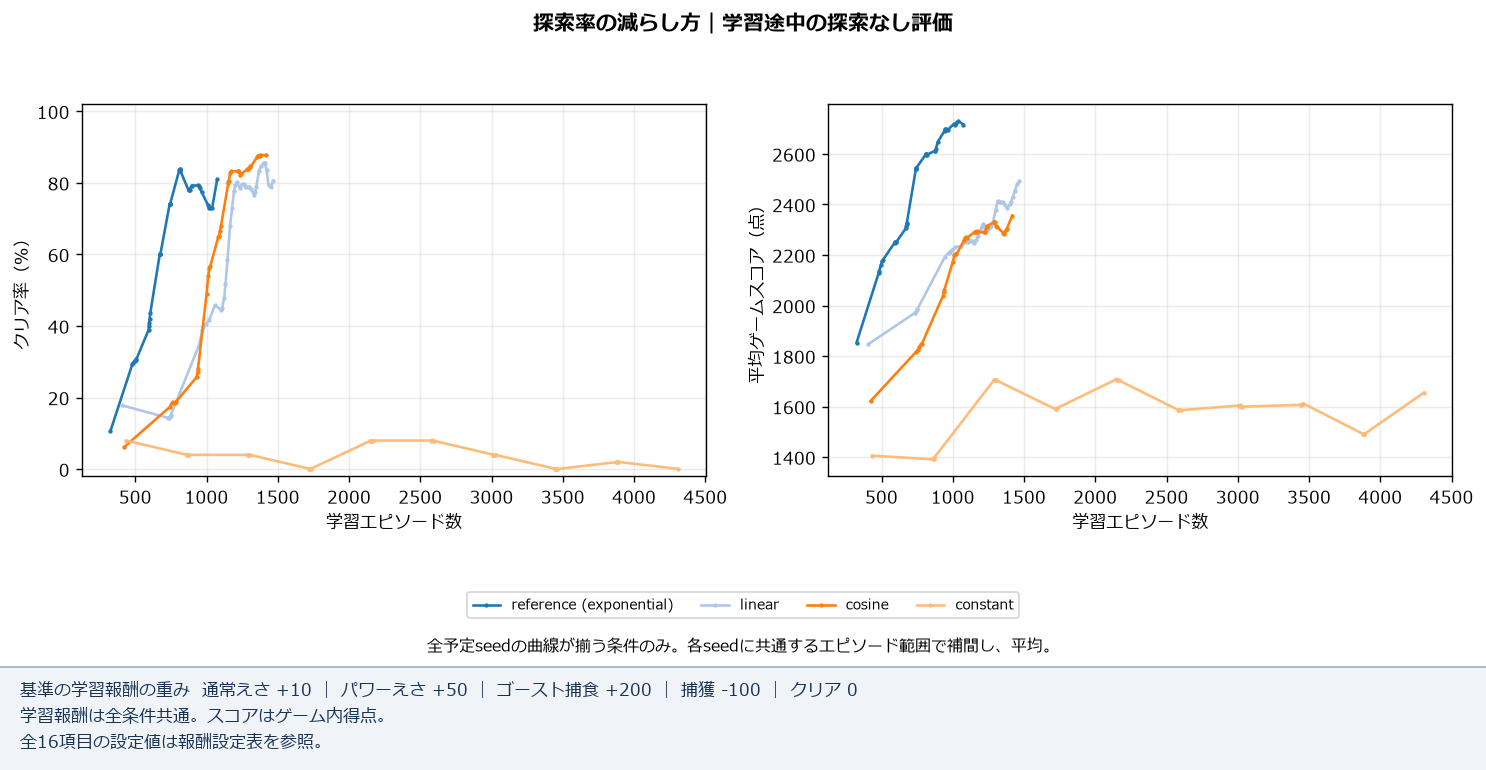 探索率の減らし方｜学習途中の探索なし評価
クリア率（%）
100
80
60
40
20
0
500 1000 1500 2000 2500 3000 3500 4000 4500
学習エピソード数
平均ゲームスコア（点）
2600
2400
2200
2000
1800
1600
1400
500 1000 1500 2000 2500 3000 3500 4000 4500
学習エピソード数
reference (exponential) linear cosine constant
全予定seedの曲線が揃う条件のみ。各seedに共通するエピソード範囲で補間し、平均。
基準の学習報酬の重み 通常えさ +10 ｜ パワーえさ +50 ｜ ゴースト捕食 +200 ｜ 捕獲 -100 ｜ クリア 0
学習報酬は全条件共通。スコアはゲーム内得点。
全16項目の設定値は報酬設定表を参照。